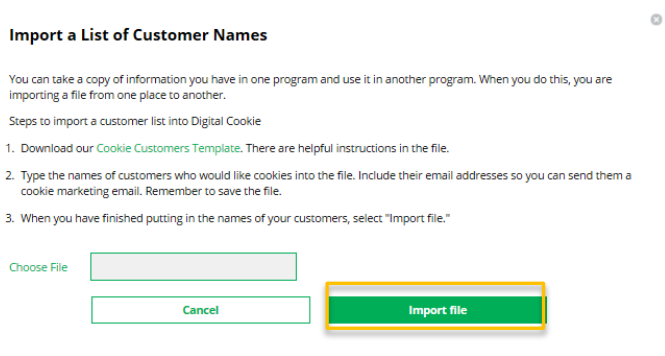 Import a List of Customer Names
You can take a copy of information you have in one program and use it in another program. When you do this, you are
importing a file from one place to another.
Steps to import a customer list into Digital Cookie
1. Download our Cookie Customers Template. There are helpful instructions in the file.
2. Type the names of customers who would like cookies into the file. Include their email addresses so you can send them a
cookie marketing email. Remember to save the file.
3. When you have finished putting in the names of your customers, select "Import file."
Choose File
Cancel Import file